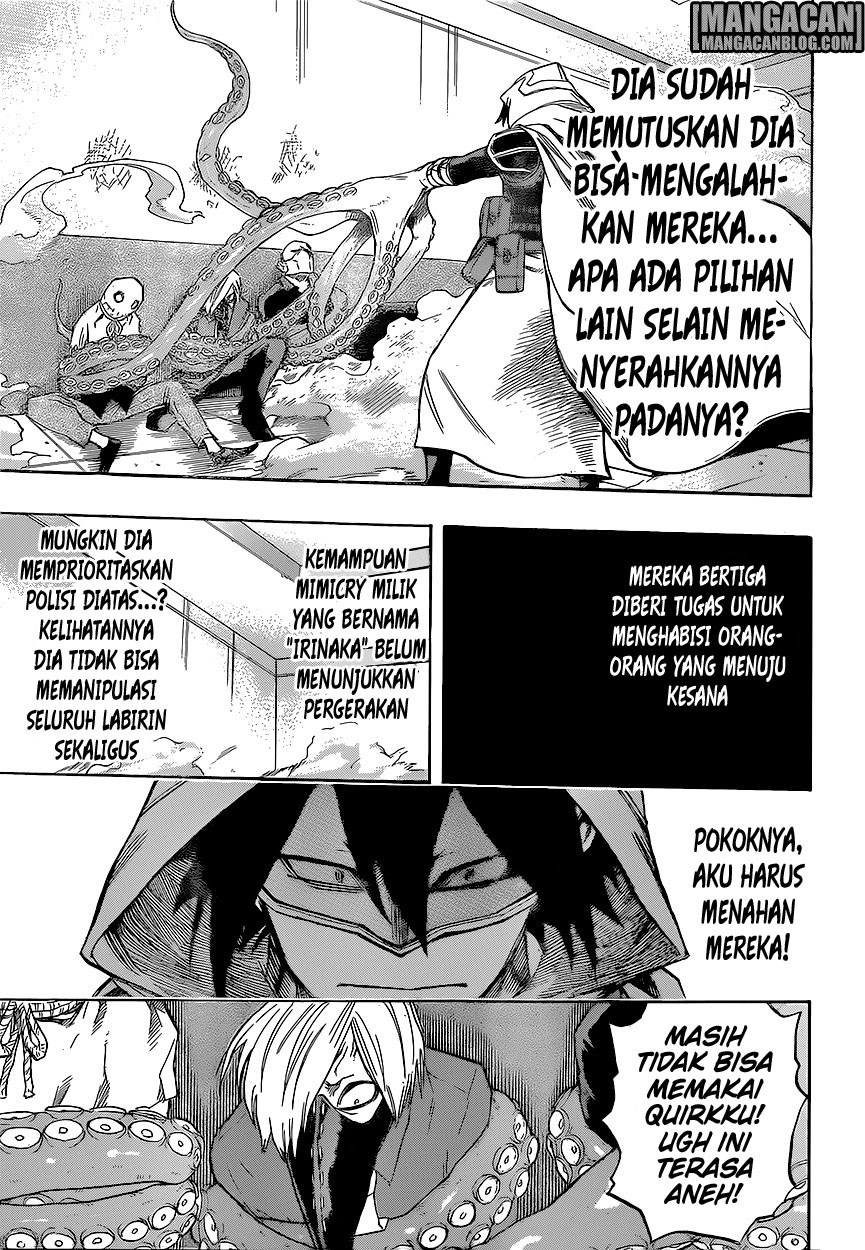 MANGACAN
MANGACANBLOG.COM
DIA SUDAH
MEMUTUSKAN DIA
BISA-MENGALAH-
KAN MEREKA...
APA ADA PILIHAN
LAIN SELAIN ME-
NYERAHKANNYA
PADANYA?
MEREKA BERTIGA
DIBERI TUGAS UNTUK
MENGHABISI ORANG-
ORANG YANG MENUJU
KESANA
KEMAMPUAN
MIMICRY MILIK
YANG BERNAMA
"IRINAKA" BELUM
MENUNJUKKAN
PERGERAKAN
MUNGKIN DIA
MEMPRIORITASKAN
POLISI DIATAS...?
KELIHATANNYA
DIA TIDAK BISA
MEMANIPULASI
SELURUH LABIRIN
SEKALIGUS
POKOKNYA,
AKU HARUS
MENAHAN
MEREKA!
MASIH
TIDAK BISA
MEMAKAI
QUIRKKU!
UGH INI
TERASA
ANEH!